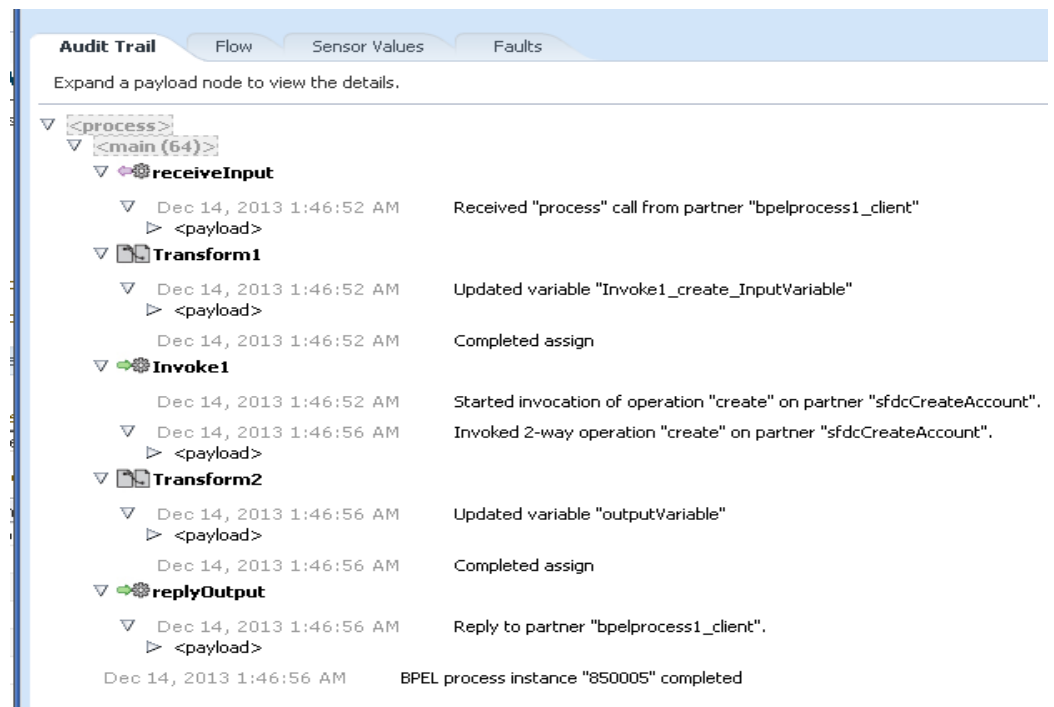 Audit Trail Flow Sensor Values Faults
Expand a payload node to view the details.
<process>
<main (64)>
receiveInput
Dec 14, 2013 1:46:52 AM Received "process" call from partner "bpelprocess1_client"
<payload>
Transform1
Dec 14, 2013 1:46:52 AM Updated variable "Invoke1_create_InputVariable"
<payload>
Dec 14, 2013 1:46:52 AM Completed assign
Invoke1
Dec 14, 2013 1:46:52 AM Started invocation of operation "create" on partner "sfdcCreateAccount".
Dec 14, 2013 1:46:56 AM Invoked 2-way operation "create" on partner "sfdcCreateAccount".
<payload>
Transform2
Dec 14, 2013 1:46:56 AM Updated variable "outputVariable"
<payload>
Dec 14, 2013 1:46:56 AM Completed assign
replyOutput
Dec 14, 2013 1:46:56 AM Reply to partner "bpelprocess1_client".
<payload>
Dec 14, 2013 1:46:56 AM BPEL process instance "850005" completed